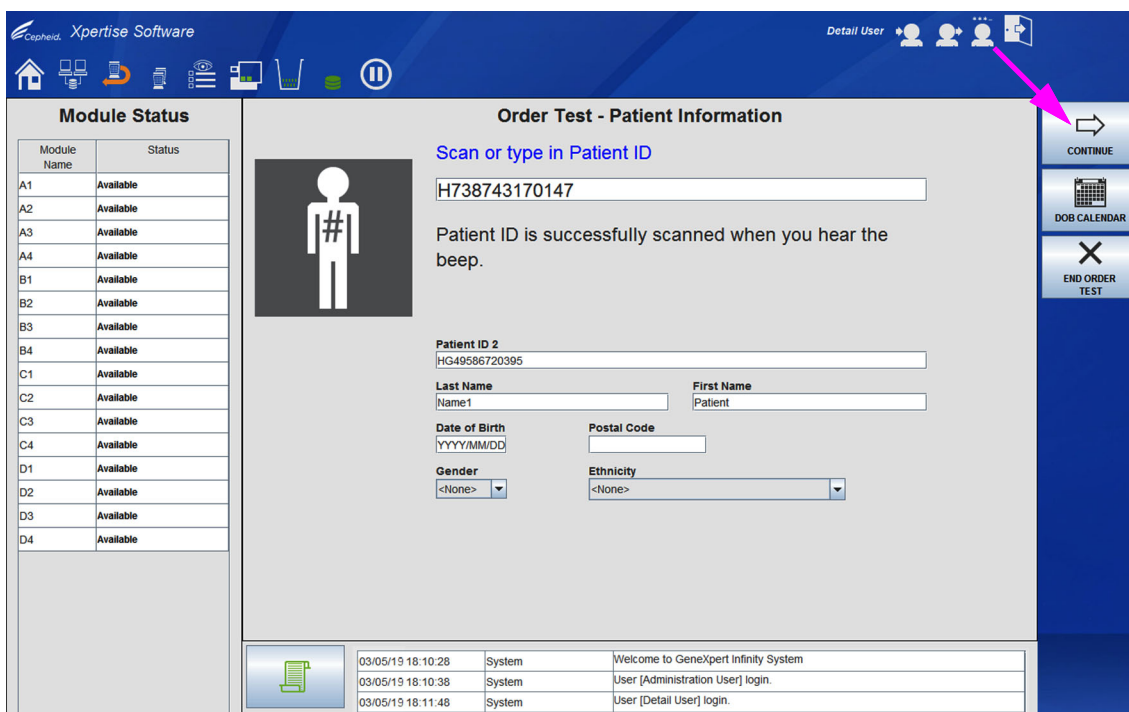 Cepheid. Xpertise Software
Detail User
Module Status
Module Name Status
A1 Available
A2 Available
A3 Available
A4 Available
B1 Available
B2 Available
B3 Available
B4 Available
C1 Available
C2 Available
C3 Available
C4 Available
D1 Available
D2 Available
D3 Available
D4 Available
Order Test - Patient Information
Scan or type in Patient ID
H738743170147
#
Patient ID is successfully scanned when you hear the
beep.
Patient ID 2
HG49586720395
Last Name First Name
Name1 Patient
Date of Birth Postal Code
YYYY/MM/DD
Gender Ethnicity
<None> <None>
03/05/19 18:10:28 System Welcome to GeneXpert Infinity System
03/05/19 18:10:38 System User [Administration User] login.
03/05/19 18:11:48 System User [Detail User] login.
CONTINUE
DOB CALENDAR
END ORDER
TEST